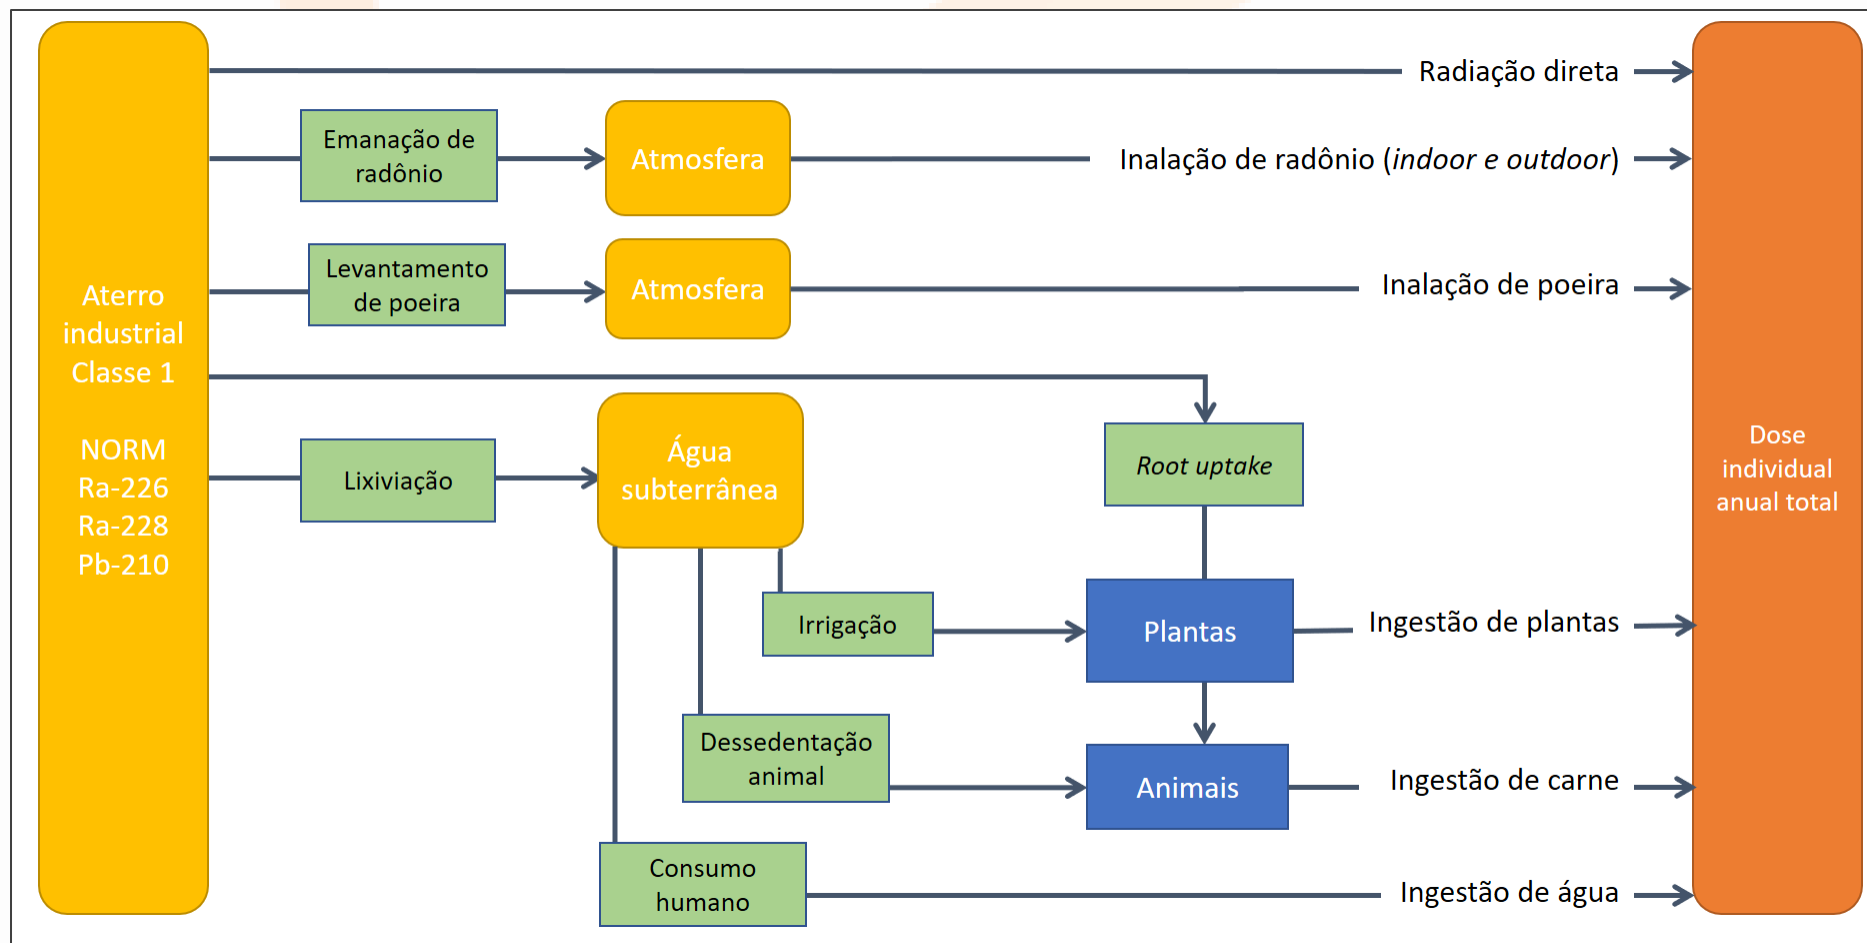 Aterro
industrial
Classe 1
NORM
Ra-226
Ra-228
Pb-210
Radiação direta
Emanação de
radônio
Atmosfera
Inalação de radônio (indoor e outdoor)
Levantamento
de poeira
Atmosfera
Inalação de poeira
Lixiviação
Água
subterrânea
Root uptake
Irrigação
Plantas
Ingestão de plantas
Dessedentação
animal
Animais
Ingestão de carne
Consumo
humano
Ingestão de água
Dose
individual
anual total